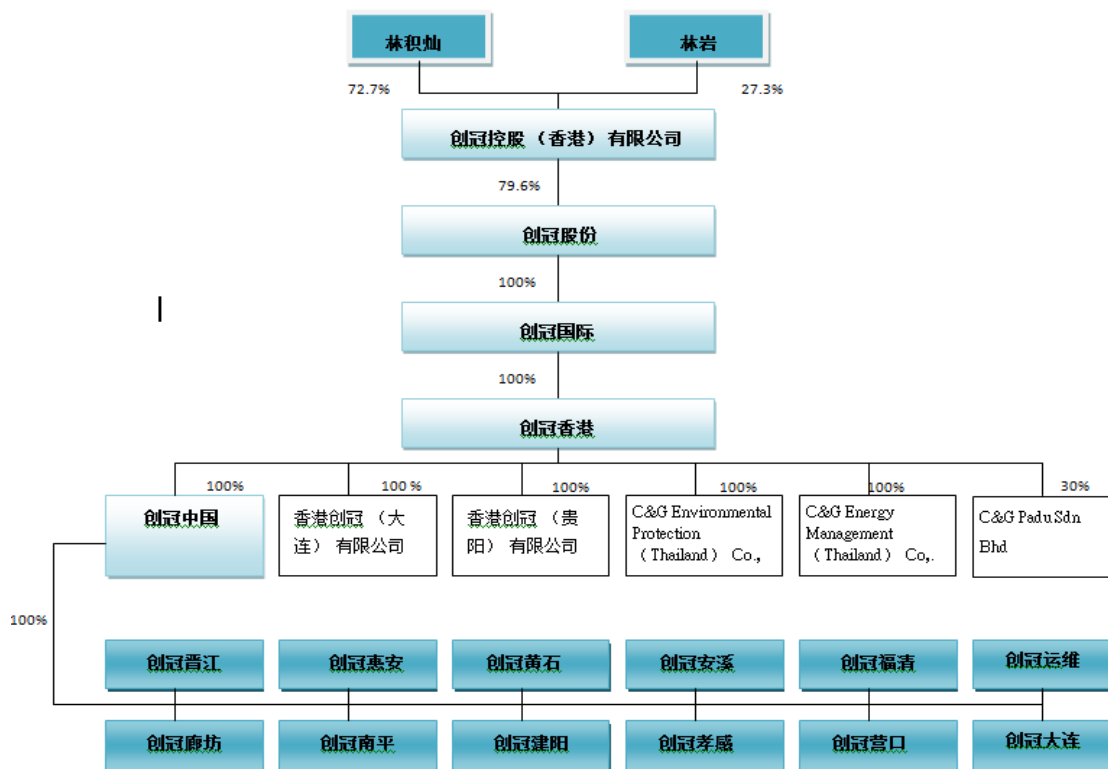 林积灿
林岩
72.7%
27.3%
创冠控股（香港）有限公司
79.6%
创冠股份
100%
创冠国际
100%
创冠香港
100%
100%
100%
100%
100%
30%
创冠中国
香港创冠（大
连）有限公司
香港创冠（贵
阳）有限公司
C&G Environmental
Protection
（Thailand） Co.,
C&G Energy
Management
（Thailand） Co,.
C&G Padu Sdn
Bhd
100%
创冠晋江
创冠惠安
创冠黄石
创冠安溪
创冠福清
创冠运维
创冠廊坊
创冠南平
创冠建阳
创冠孝感
创冠营口
创冠大连